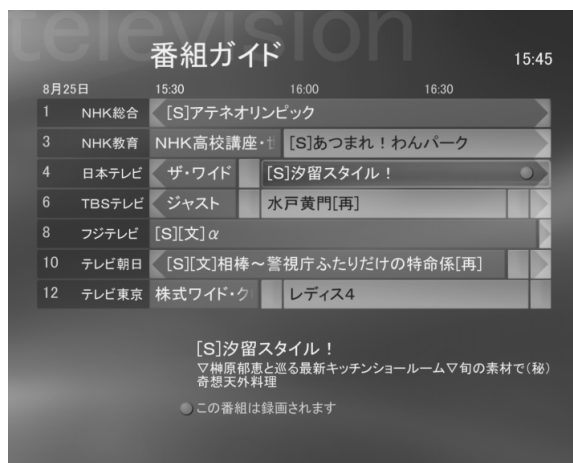 television
番組ガイド
15:45
8月25日 15:30 16:00 16:30
1 NHK総合 [S]アテネオリンピック
3 NHK教育 NHK高校講座・ [S]あつまれ！わんパーク
4 日本テレビ ザ・ワイド [S]汐留スタイル！
6 TBSテレビ ジャスト 水戸黄門[再]
8 フジテレビ [S][文]α
10 テレビ朝日 [S][文]相棒～警視庁ふたりだけの特命係[再]
12 テレビ東京 株式ワイド・ク レディス4
[S]汐留スタイル！
▽榊原郁恵と巡る最新キッチンショールーム▽旬の素材で(秘)
奇想天外料理
この番組は録画されます